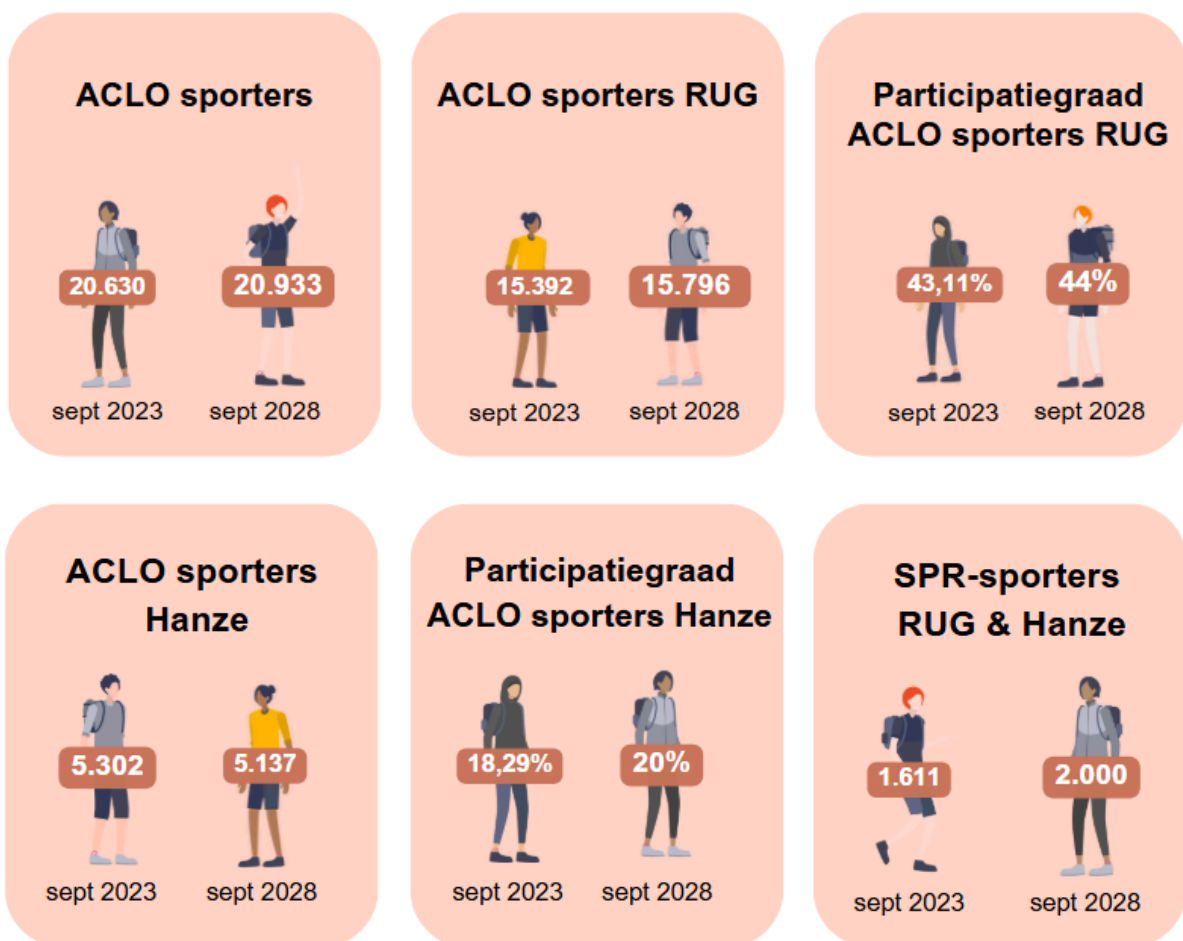 ACLO sporters
20.630
20.933
sept 2023
sept 2028
ACLO sporters RUG
15.392
15.796
sept 2023
sept 2028
Participatiegraad
ACLO sporters RUG
43,11%
44%
sept 2023
sept 2028
ACLO sporters
Hanze
5.302
5.137
sept 2023
sept 2028
Participatiegraad
ACLO sporters Hanze
18,29%
20%
sept 2023
sept 2028
SPR-sporters
RUG & Hanze
1.611
2.000
sept 2023
sept 2028